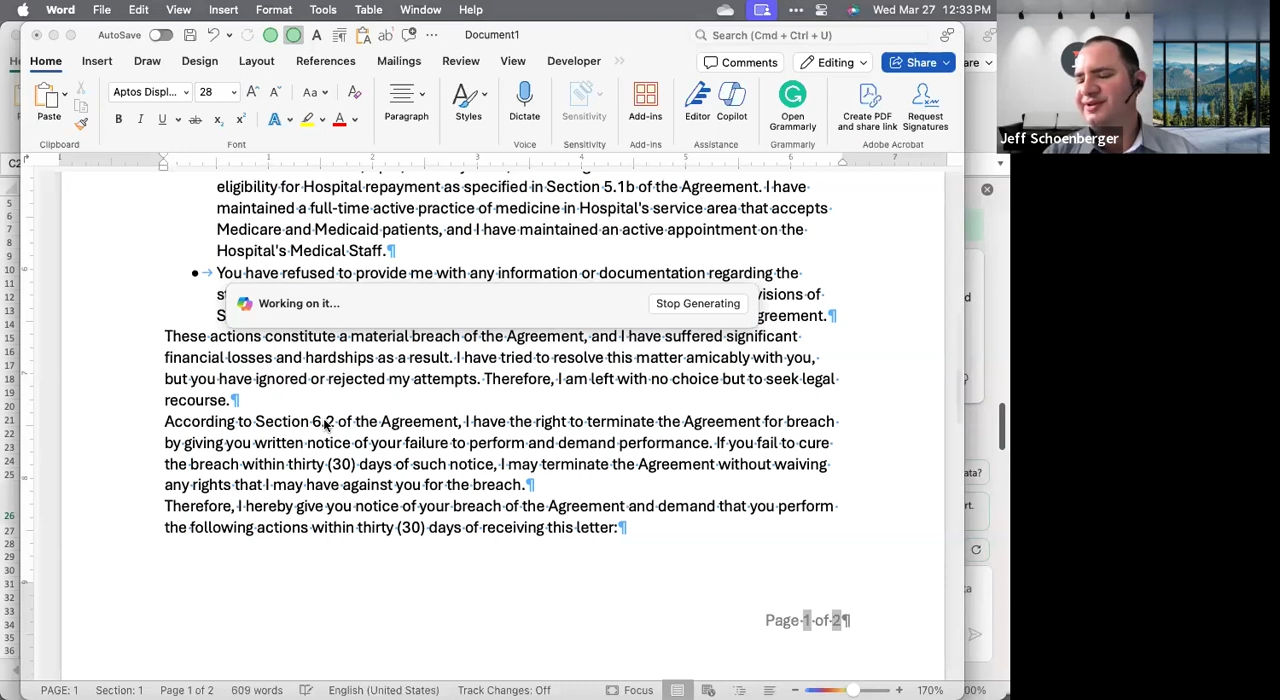 Word File Edit View Insert Format Tools Table Window Help Wed Mar 27 12:33 PM
AutoSave Document1 Search (Cmd + Ctrl + U)
Home Insert Draw Design Layout References Mailings Review View Developer Comments Editing Share
Aptos Displ... 28
Paste Paragraph Styles Dictate Sensitivity Add-ins Editor Copilot Open Grammarly Create PDF and share link Request Signatures
Clipboard Font Voice Sensitivity Add-ins Assistance Grammarly Adobe Acrobat
Jeff Schoenberger
eligibility for Hospital repayment as specified in Section 5.1b of the Agreement. I have
maintained a full-time active practice of medicine in Hospital's service area that accepts
Medicare and Medicaid patients, and I have maintained an active appointment on the
Hospital's Medical Staff.¶
• You have refused to provide me with any information or documentation regarding the
visions of
Working on it... Stop Generating
greement.¶
These actions constitute a material breach of the Agreement, and I have suffered significant
financial losses and hardships as a result. I have tried to resolve this matter amicably with you,
but you have ignored or rejected my attempts. Therefore, I am left with no choice but to seek legal
recourse.¶
According to Section 6.2 of the Agreement, I have the right to terminate the Agreement for breach
by giving you written notice of your failure to perform and demand performance. If you fail to cure
the breach within thirty (30) days of such notice, I may terminate the Agreement without waiving
any rights that I may have against you for the breach.¶
Therefore, I hereby give you notice of your breach of the Agreement and demand that you perform
the following actions within thirty (30) days of receiving this letter:¶
Page 1 of 2¶
PAGE: 1 Section: 1 Page 1 of 2 609 words English (United States) Track Changes: Off Focus 170%